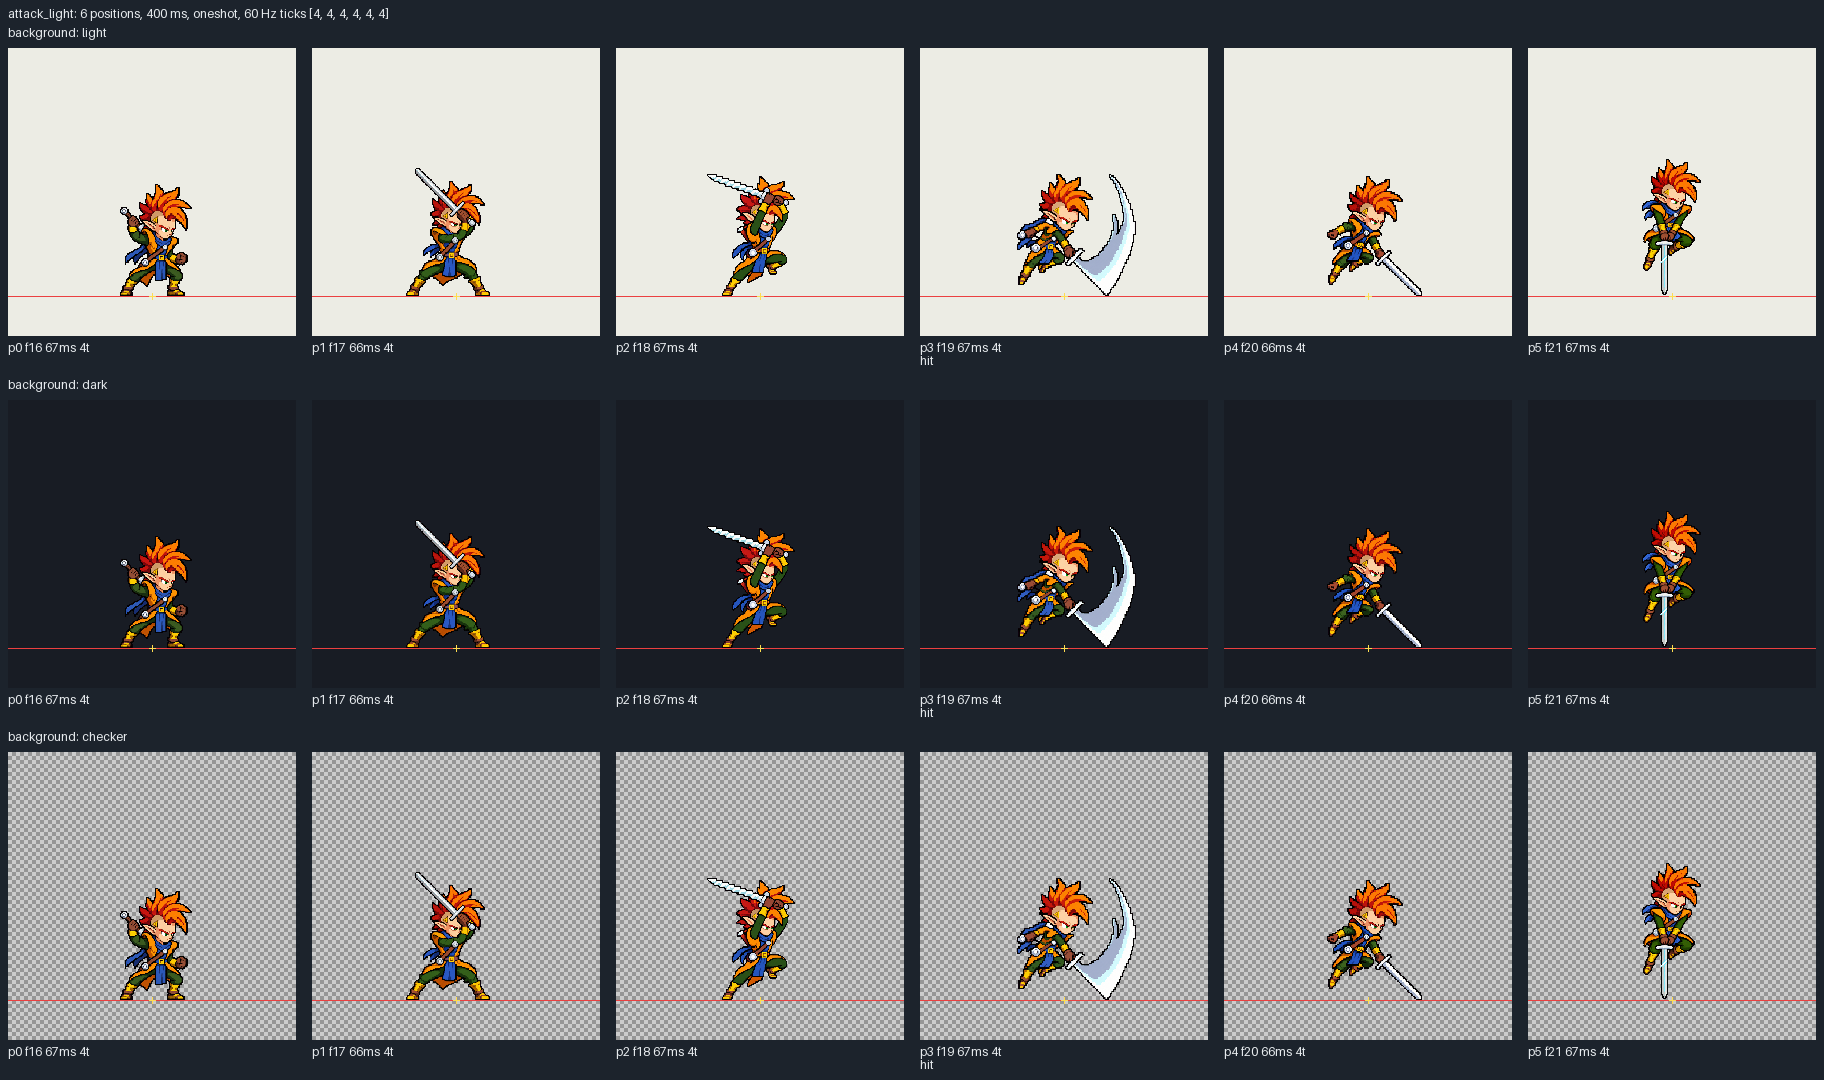 attack_light: 6 positions, 400 ms, oneshot, 60 Hz ticks [4, 4, 4, 4, 4, 4]
background: light
p0 f16 67ms 4t
p1 f17 66ms 4t
p2 f18 67ms 4t
p3 f19 67ms 4t
hit
p4 f20 66ms 4t
p5 f21 67ms 4t
background: dark
p0 f16 67ms 4t
p1 f17 66ms 4t
p2 f18 67ms 4t
p3 f19 67ms 4t
hit
p4 f20 66ms 4t
p5 f21 67ms 4t
background: checker
p0 f16 67ms 4t
p1 f17 66ms 4t
p2 f18 67ms 4t
p3 f19 67ms 4t
hit
p4 f20 66ms 4t
p5 f21 67ms 4t